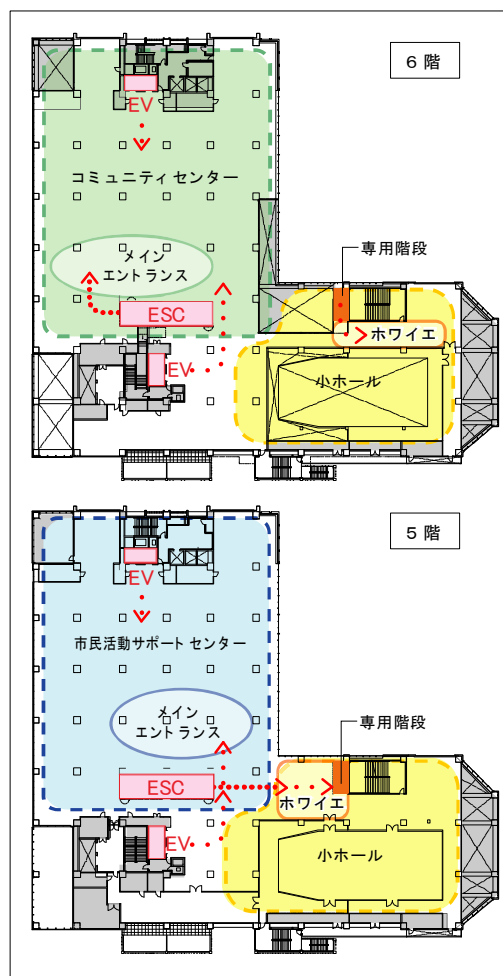 6 階
EV
コミュニティセンター
専用階段
メイン
エントランス
ESC
ホワイエ
EV
小ホール
5 階
EV
市民活動サポートセンター
メイン
エントランス
専用階段
ESC
ホワイエ
EV
小ホール